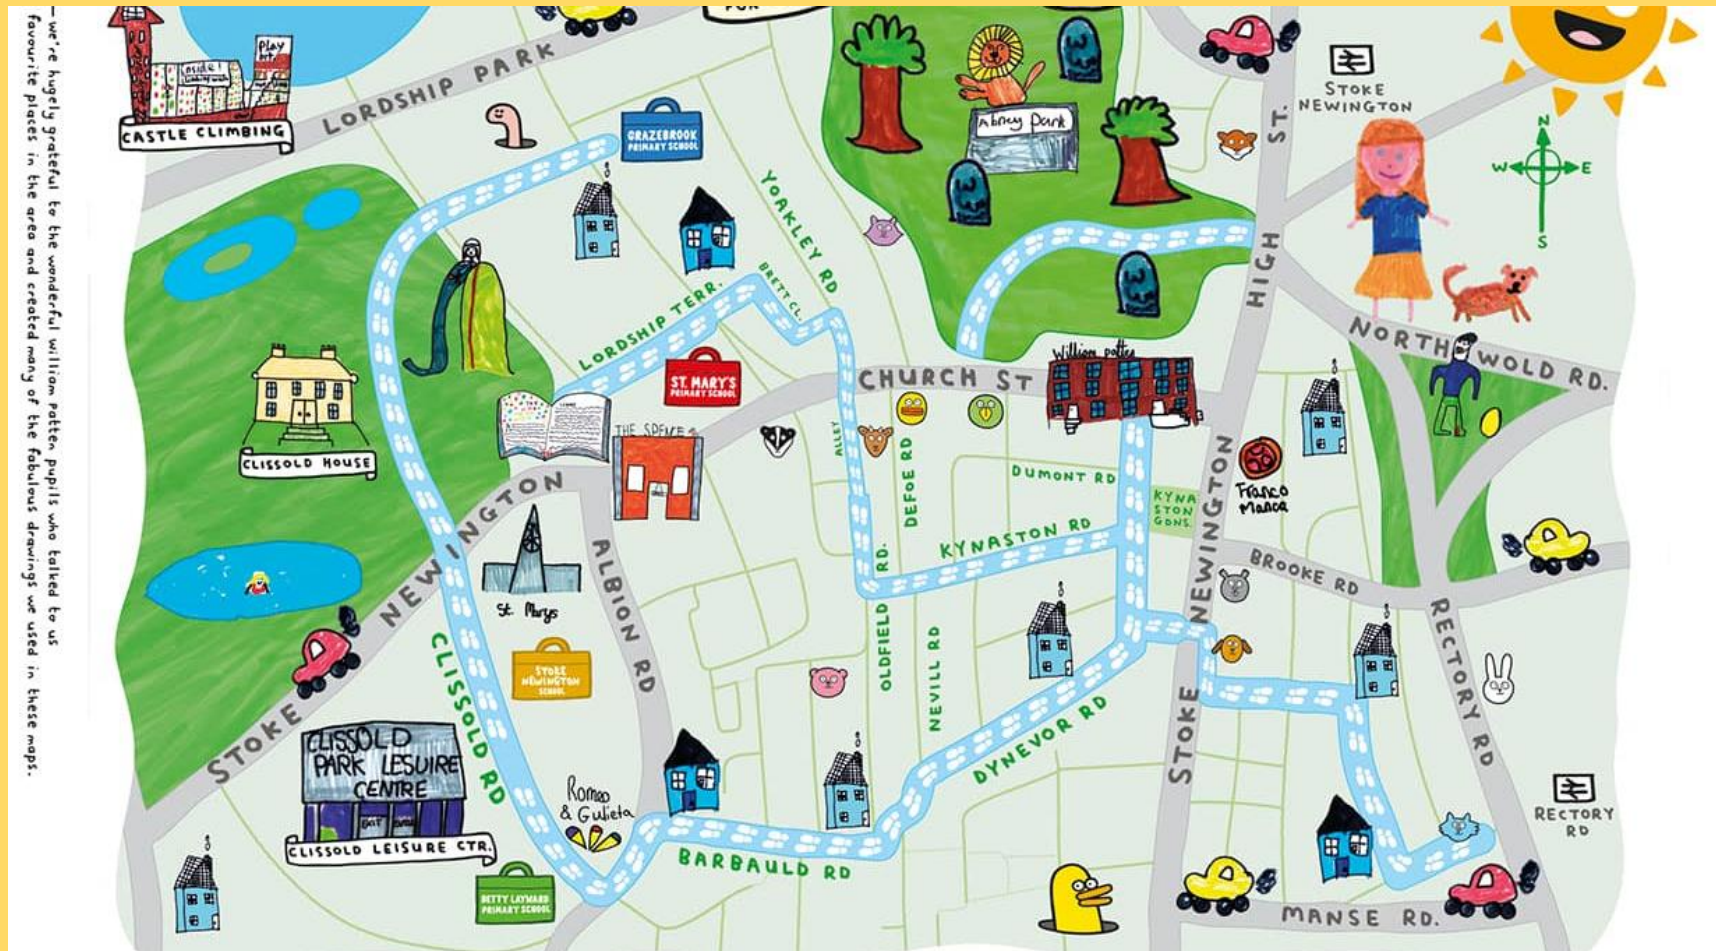 – we're hugely grateful to the wonderful william patten pupils who talked to us
favourite places in the area and created many of the fabulous drawings we used in these maps.
CASTLE CLIMBING
inside!
Play
LORDSHIP PARK
GRAZEBROOK
PRIMARY SCHOOL
Abney Park
STOKE
NEWINGTON
N
W
E
S
YOAKLEY RD
BRETT CL.
LORDSHIP TERR.
ST. MARY'S
PRIMARY SCHOOL
CHURCH ST
William patten
HIGH ST.
NORTHWOLD RD.
CLISSOLD HOUSE
THE SPENCE
ALLEY
DEFOE RD
DUMONT RD
KYNA
STON
GDNS.
Franco
Manca
KYNASTON RD
BROOKE RD
STOKE NEWINGTON
St. Marys
ALBION RD
OLDFIELD RD.
NEVILL RD
STOKE NEWINGTON
RECTORY RD
CLISSOLD RD
STOKE
NEWINGTON
SCHOOL
DYNEVOR RD
CLISSOLD
PARK LESUIRE
CENTRE
CLISSOLD LEISURE CTR.
Romeo
& Gulieta
BARBAULD RD
BETTY LAYWARD
PRIMARY SCHOOL
RECTORY
RD
MANSE RD.